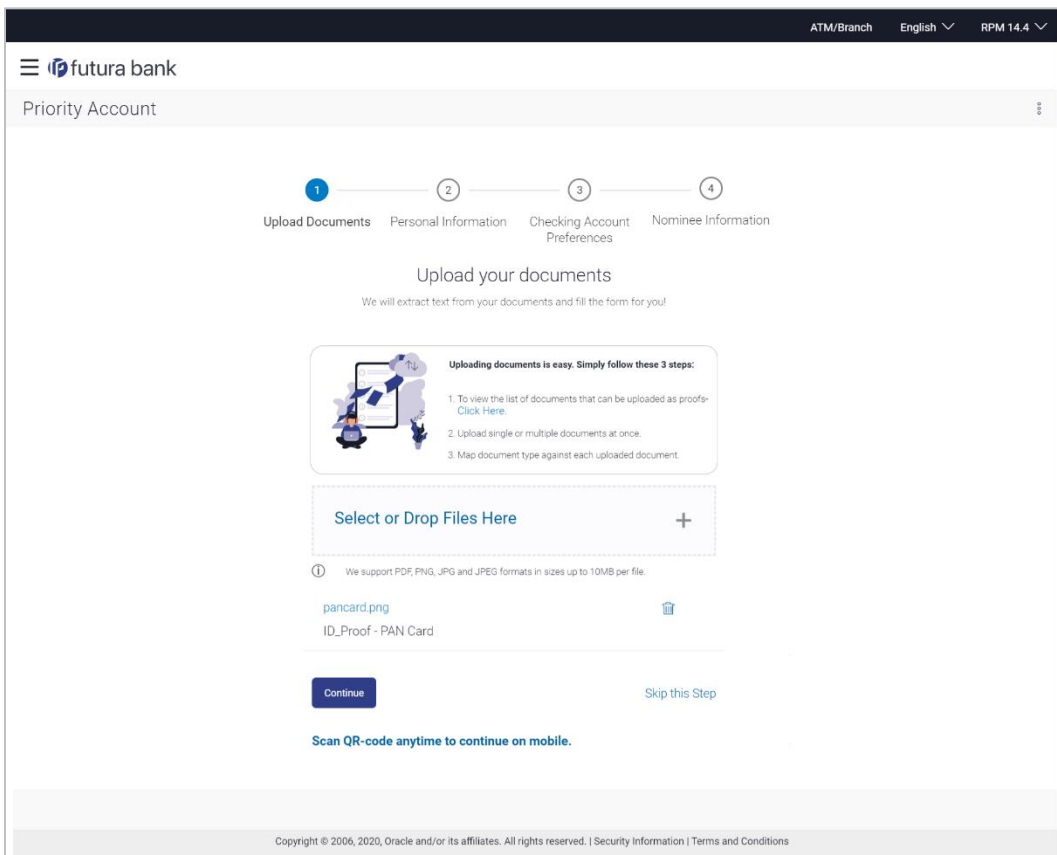 ATM/Branch English RPM 14.4
futura bank
Priority Account
1 2 3 4
Upload Documents Personal Information Checking Account Nominee Information
Preferences
Upload your documents
We will extract text from your documents and fill the form for you!
Uploading documents is easy. Simply follow these 3 steps:
1. To view the list of documents that can be uploaded as proofs-
Click Here.
2. Upload single or multiple documents at once.
3. Map document type against each uploaded document.
Select or Drop Files Here
We support PDF, PNG, JPG and JPEG formats in sizes up to 10MB per file.
pancard.png
ID_Proof - PAN Card
Continue Skip this Step
Scan QR-code anytime to continue on mobile.
Copyright © 2006, 2020, Oracle and/or its affiliates. All rights reserved. | Security Information | Terms and Conditions